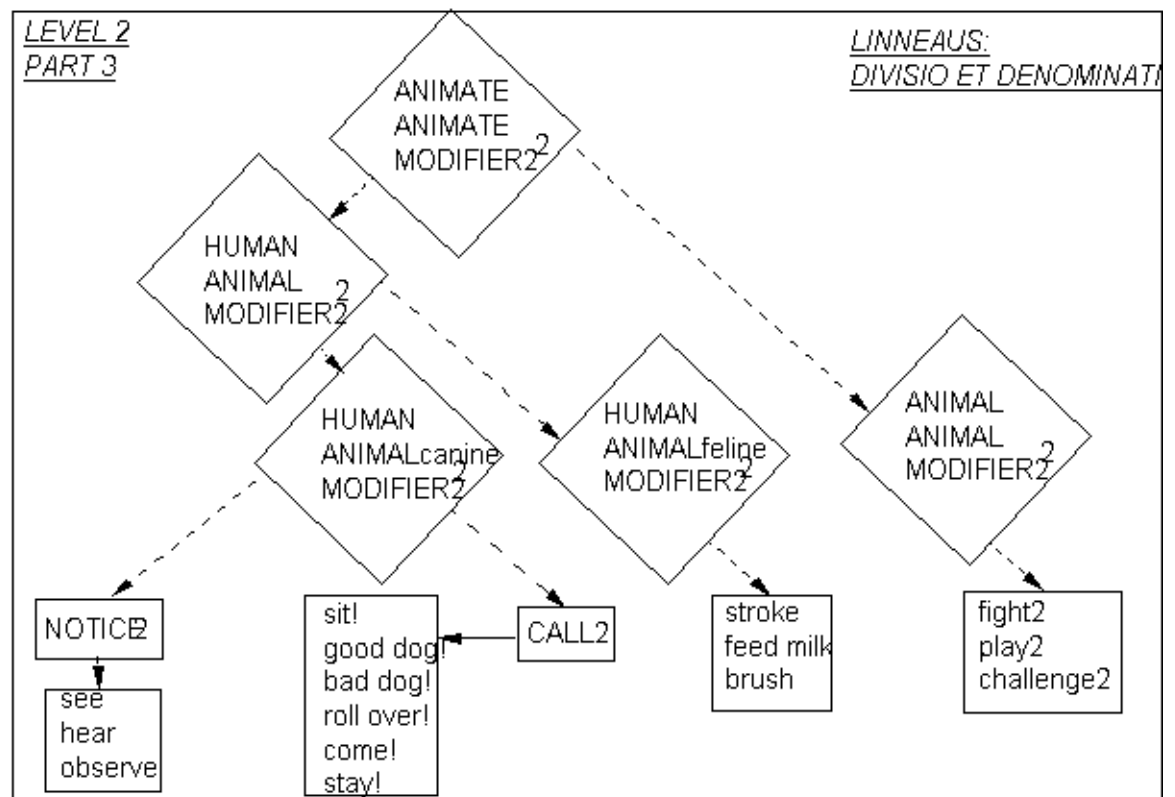 LEVEL 2
PART 3
LINNEAUS:
DIVISIO ET DENOMINATI
ANIMATE
ANIMATE
MODIFIER2 2
HUMAN
ANIMAL
MODIFIER2 2
HUMAN
ANIMALcanine
MODIFIER2 2
HUMAN
ANIMALfeline
MODIFIER2 2
ANIMAL
ANIMAL
MODIFIER2 2
NOTICE2
see
hear
observe
sit!
good dog!
bad dog!
roll over!
come!
stay!
CALL2
stroke
feed milk
brush
fight2
play2
challenge2